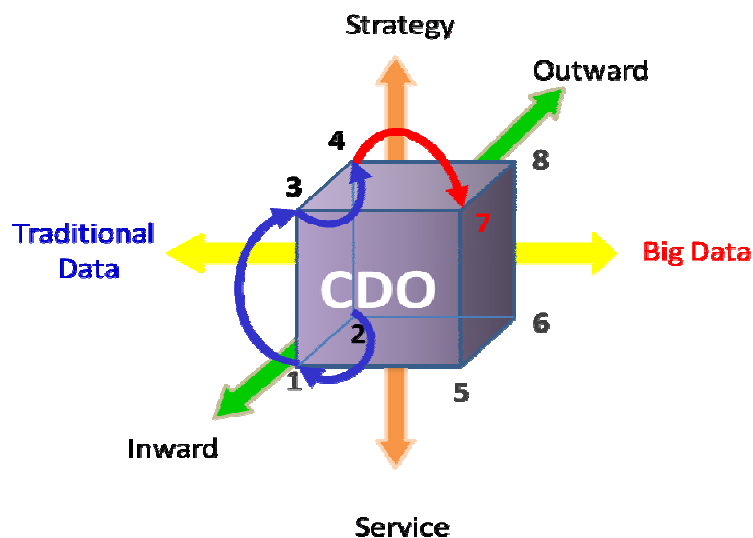 Strategy
Outward
4
8
3
7
Traditional
Data
Big Data
CDO
2
6
1
5
Inward
Service